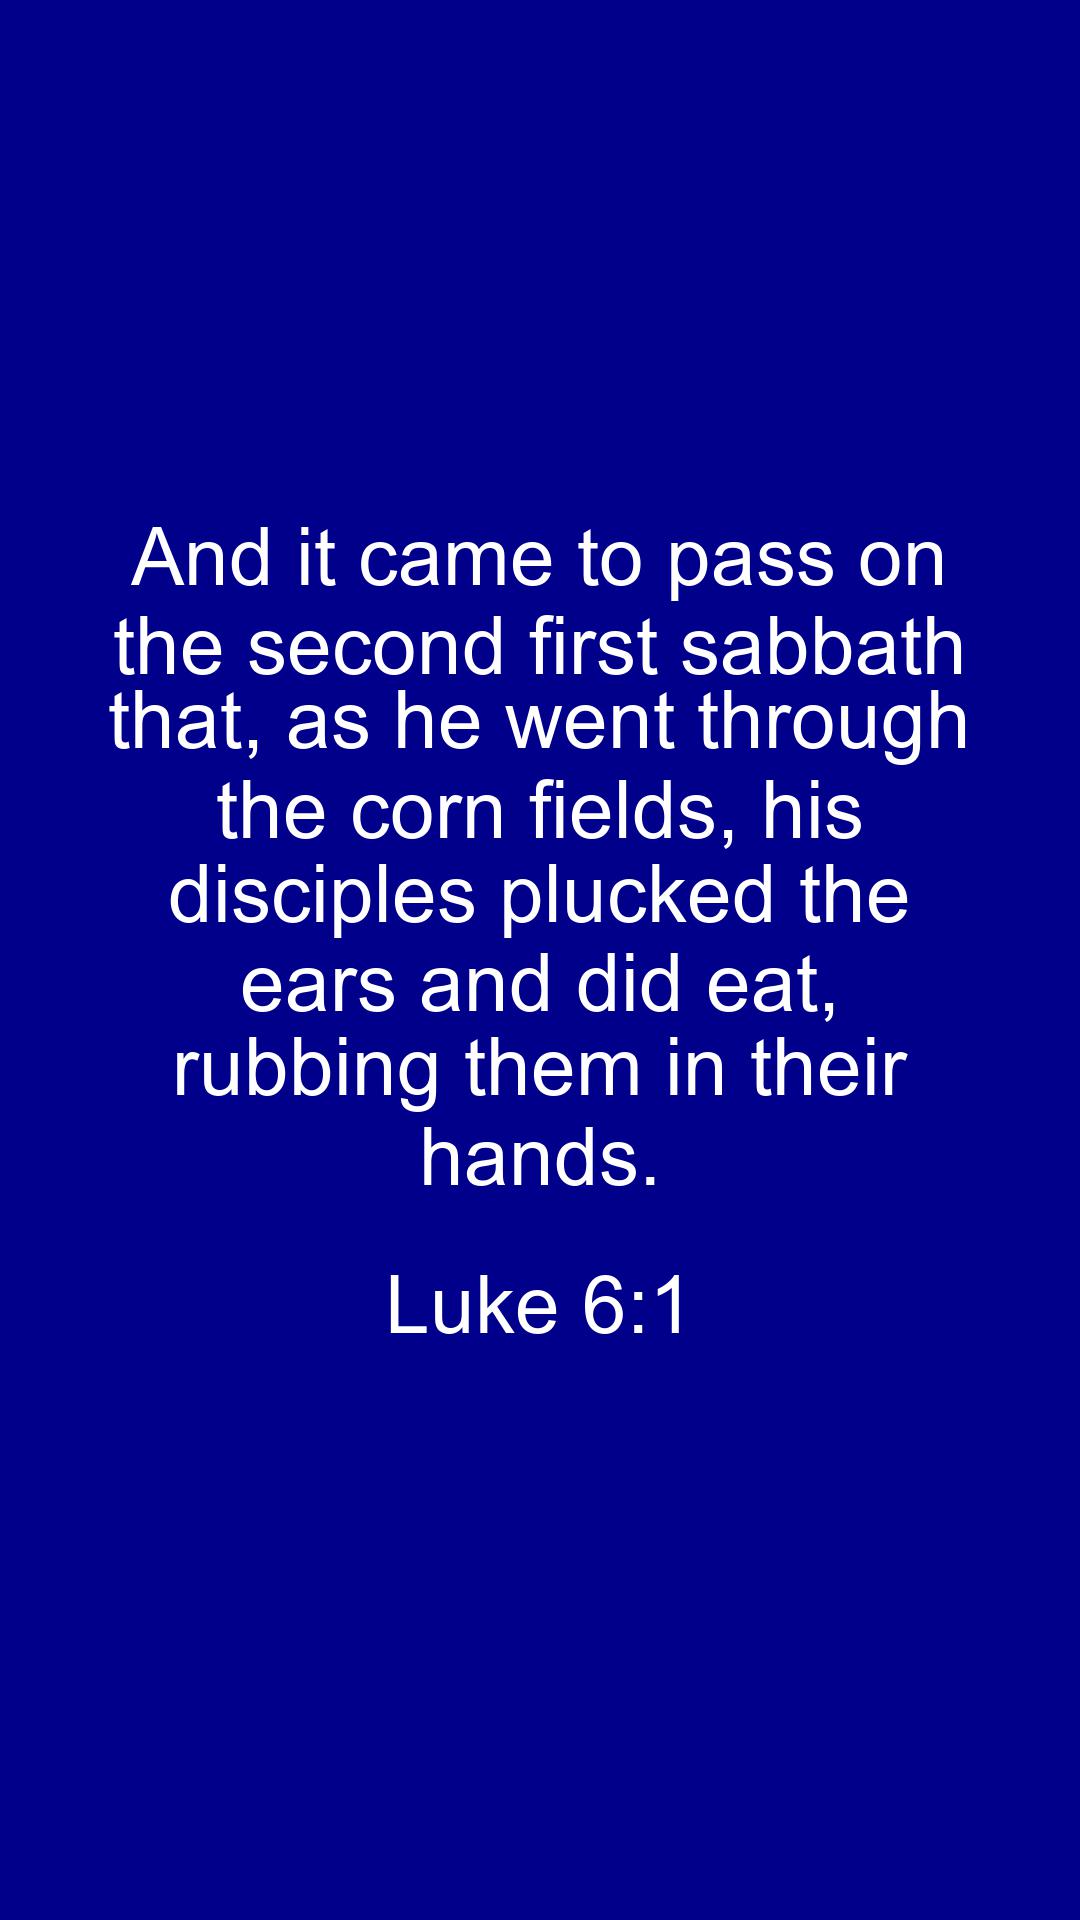 And it came to pass on
the second first sabbath
that, as he went through
the corn fields, his
disciples plucked the
ears and did eat,
rubbing them in their
hands.
Luke 6:1